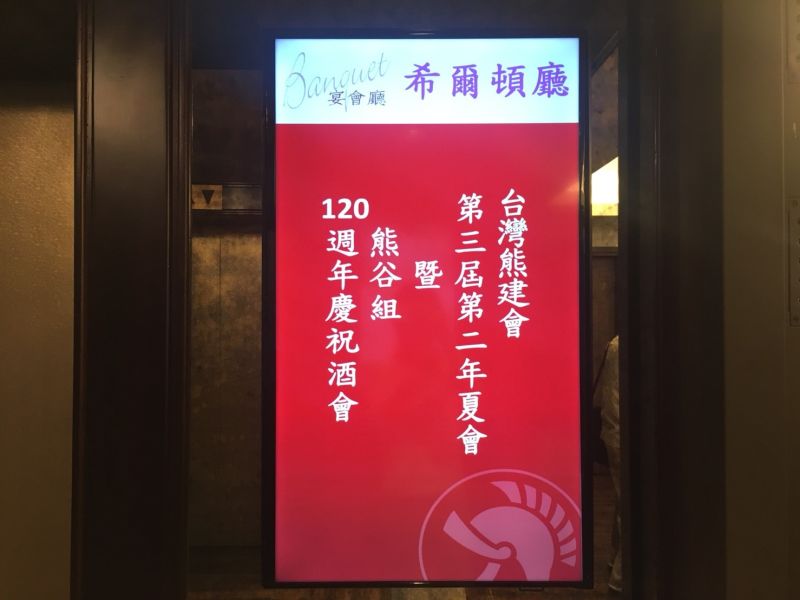 Banquet
宴會廳
希爾頓廳
台灣熊建會
第三屆第二年夏會
暨
熊谷組
120
週年慶祝酒會